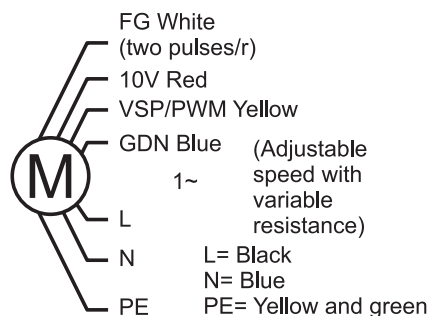 FG White
(two pulses/r)
10V Red
VSP/PWM Yellow
GDN Blue
(Adjustable
speed with
variable
resistance)
M
1~
L
N
L= Black
N= Blue
PE
PE= Yellow and green